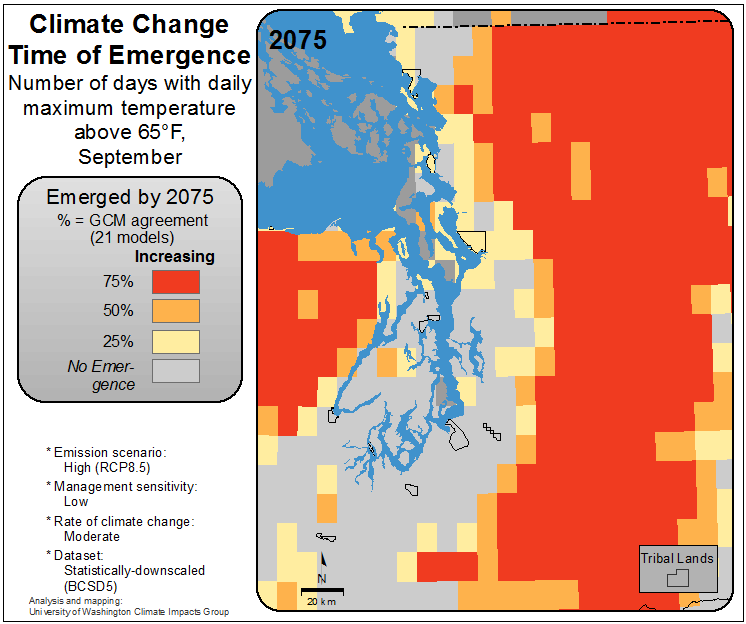 Climate Change
Time of Emergence
Number of days with daily
maximum temperature
above 65°F,
September
Emerged by 2075
% = GCM agreement
(21 models)
Increasing
75%
50%
25%
No Emer-
gence
* Emission scenario:
High (RCP8.5)
* Management sensitivity:
Low
* Rate of climate change:
Moderate
* Dataset:
Statistically-downscaled
(BCSD5)
Analysis and mapping:
University of Washington Climate Impacts Group
2075
Tribal Lands
N
20 km